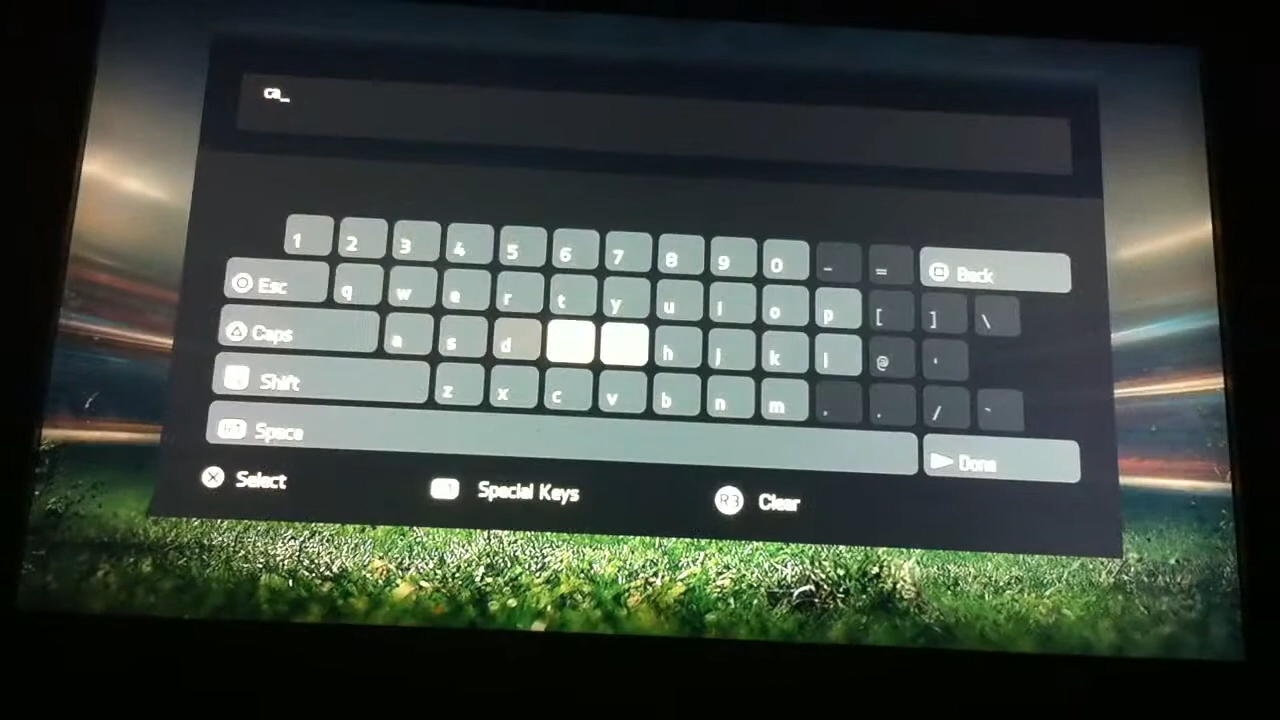 ca_
1 2 3 4 5 6 7 8 9 0 - = Back
Esc q w e r t y u i o p [ ] \
Caps a s d h j k l @ '
Shift z x c v b n m , . / `
Space Done
Select Special Keys R3 Clear